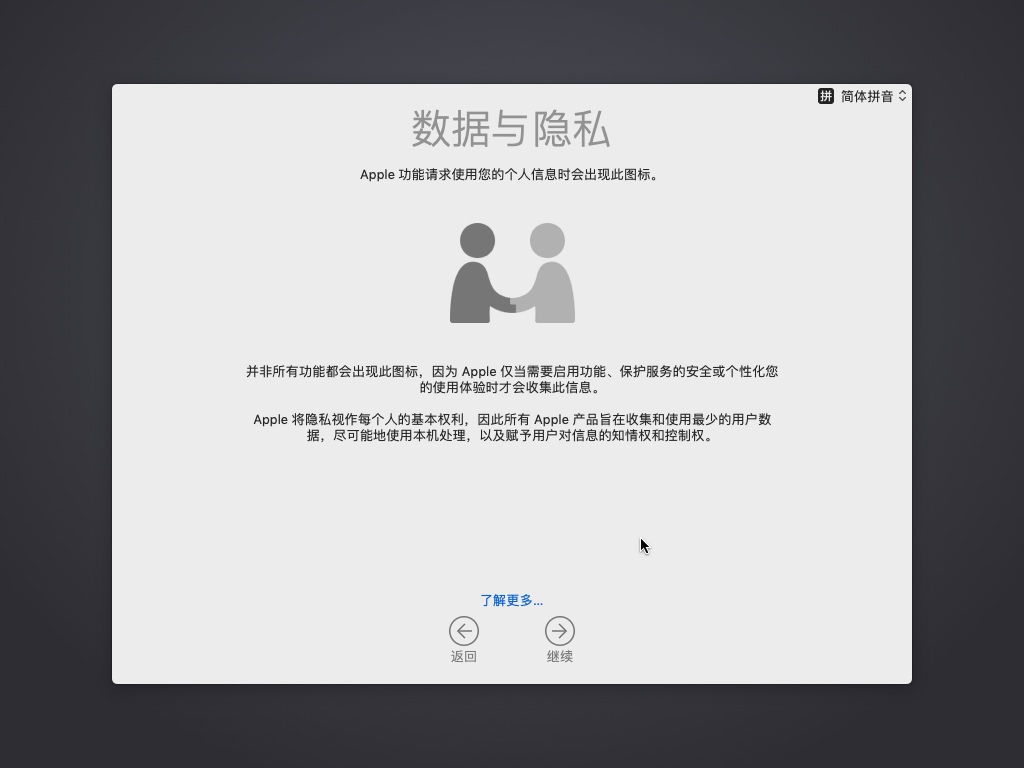 拼 简体拼音
数据与隐私
Apple 功能请求使用您的个人信息时会出现此图标。
并非所有功能都会出现此图标，因为 Apple 仅当需要启用功能、保护服务的安全或个性化您
的使用体验时才会收集此信息。
Apple 将隐私视作每个人的基本权利，因此所有 Apple 产品旨在收集和使用最少的用户数
据，尽可能地使用本机处理，以及赋予用户对信息的知情权和控制权。
了解更多...
返回
继续